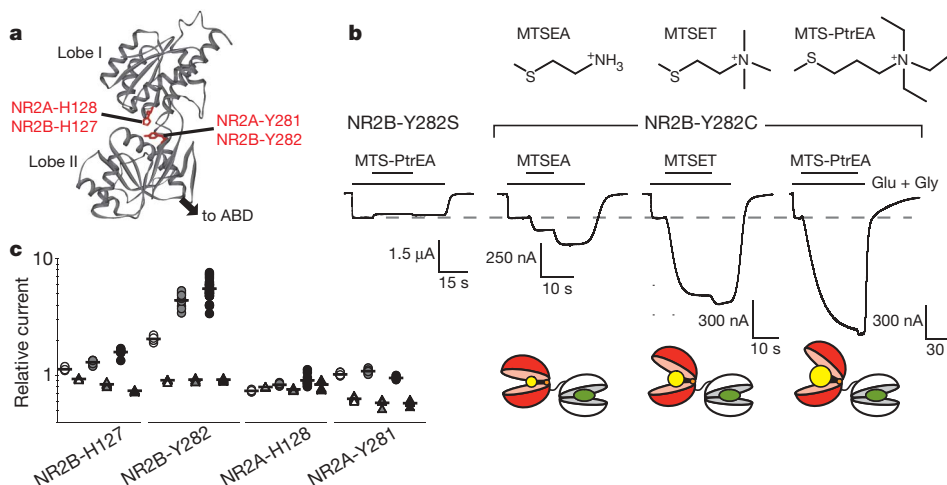 a
Lobe I
NR2A-H128
NR2B-H127
NR2A-Y281
NR2B-Y282
Lobe II
to ABD
b
MTSEA
MTSET
MTS-PtrEA
S
+NH3
S
N+
S
N+
NR2B-Y282S
NR2B-Y282C
MTS-PtrEA
MTSEA
MTSET
MTS-PtrEA
Glu + Gly
1.5 µA
15 s
250 nA
10 s
300 nA
10 s
300 nA
30
c
Relative current
10
1
NR2B-H127
NR2B-Y282
NR2A-H128
NR2A-Y281